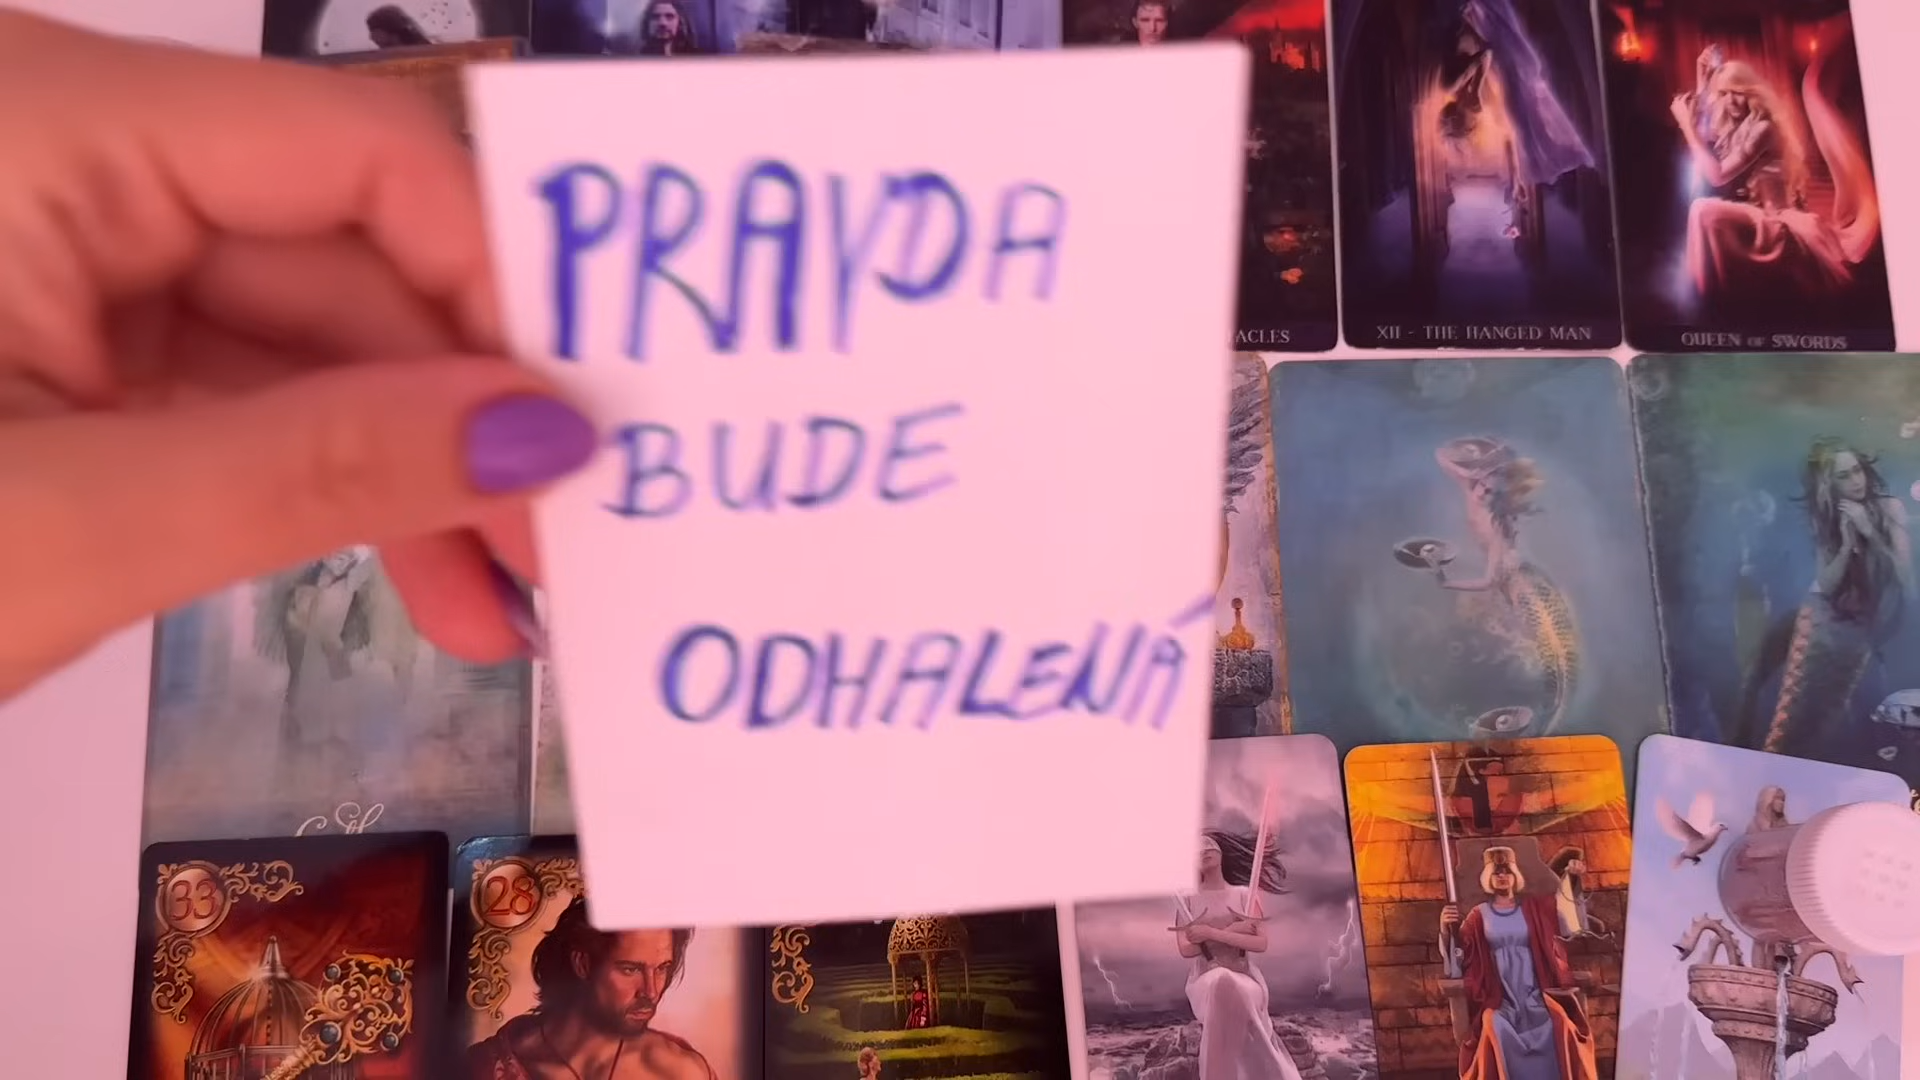 PRAVDA
BUDE
ODHALENÁ
ACLES
XII - THE HANGED MAN
QUEEN OF SWORDS
33
28